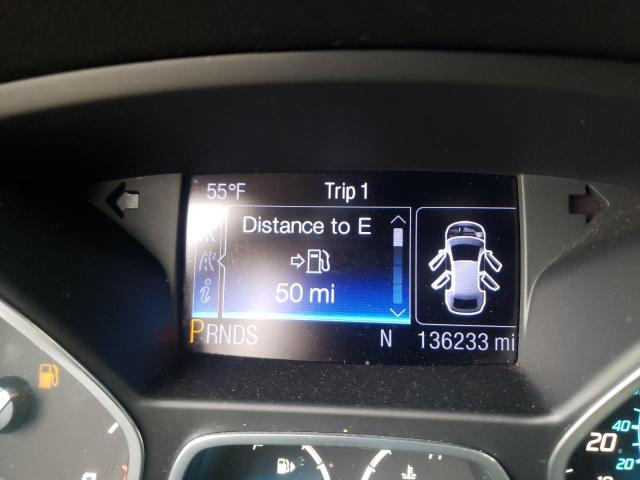 55°F Trip 1
Distance to E
50 mi
PRNDS N 136233 mi
40
20
20